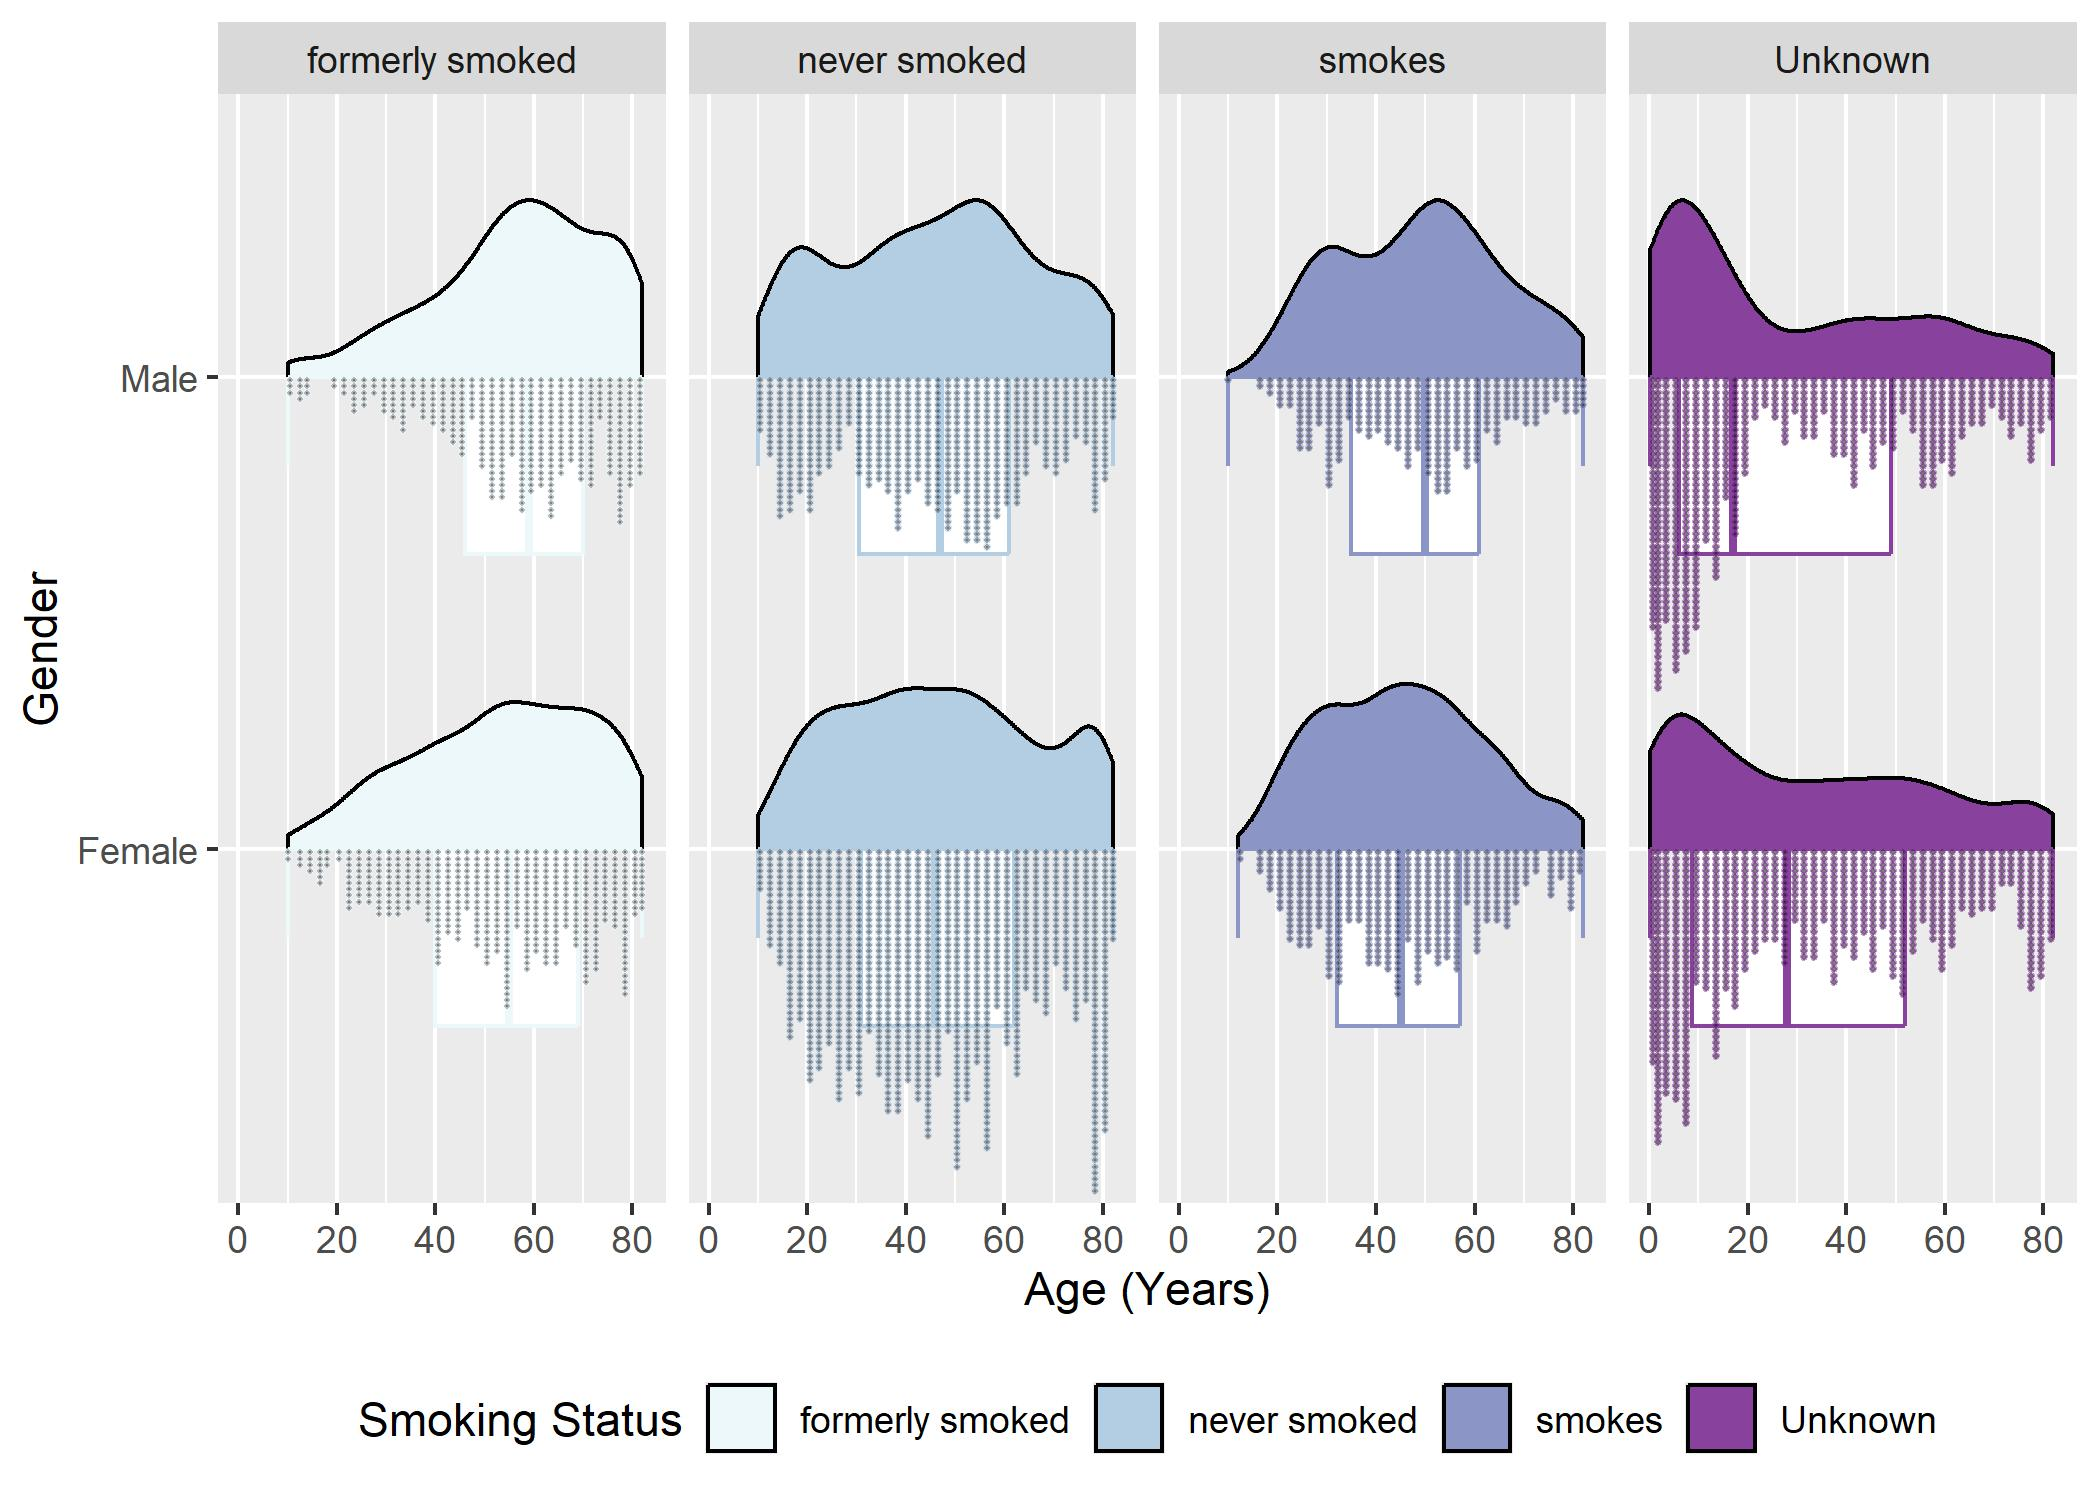 formerly smoked never smoked smokes Unknown
Male
Female
Gender
0 20 40 60 80 0 20 40 60 80 0 20 40 60 80 0 20 40 60 80
Age (Years)
Smoking Status formerly smoked never smoked smokes Unknown